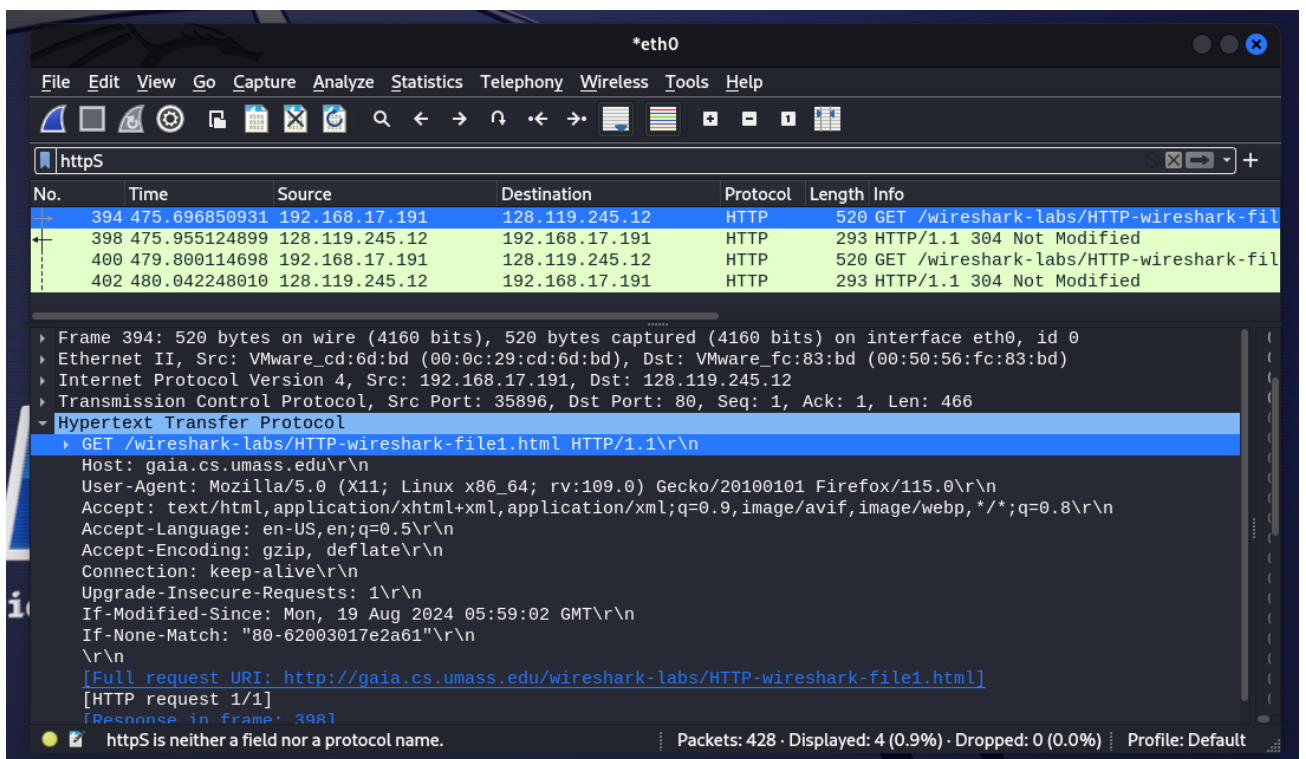 *eth0
File Edit View Go Capture Analyze Statistics Telephony Wireless Tools Help
httpS
No. Time Source Destination Protocol Length Info
394 475.696850931 192.168.17.191 128.119.245.12 HTTP 520 GET /wireshark-labs/HTTP-wireshark-fil
398 475.955124899 128.119.245.12 192.168.17.191 HTTP 293 HTTP/1.1 304 Not Modified
400 479.800114698 192.168.17.191 128.119.245.12 HTTP 520 GET /wireshark-labs/HTTP-wireshark-fil
402 480.042248010 128.119.245.12 192.168.17.191 HTTP 293 HTTP/1.1 304 Not Modified
Frame 394: 520 bytes on wire (4160 bits), 520 bytes captured (4160 bits) on interface eth0, id 0
Ethernet II, Src: VMware_cd:6d:bd (00:0c:29:cd:6d:bd), Dst: VMware_fc:83:bd (00:50:56:fc:83:bd)
Internet Protocol Version 4, Src: 192.168.17.191, Dst: 128.119.245.12
Transmission Control Protocol, Src Port: 35896, Dst Port: 80, Seq: 1, Ack: 1, Len: 466
Hypertext Transfer Protocol
GET /wireshark-labs/HTTP-wireshark-file1.html HTTP/1.1\r\n
Host: gaia.cs.umass.edu\r\n
User-Agent: Mozilla/5.0 (X11; Linux x86_64; rv:109.0) Gecko/20100101 Firefox/115.0\r\n
Accept: text/html,application/xhtml+xml,application/xml;q=0.9,image/avif,image/webp,*/*;q=0.8\r\n
Accept-Language: en-US,en;q=0.5\r\n
Accept-Encoding: gzip, deflate\r\n
Connection: keep-alive\r\n
Upgrade-Insecure-Requests: 1\r\n
If-Modified-Since: Mon, 19 Aug 2024 05:59:02 GMT\r\n
If-None-Match: "80-62003017e2a61"\r\n
\r\n
[Full request URI: http://gaia.cs.umass.edu/wireshark-labs/HTTP-wireshark-file1.html]
[HTTP request 1/1]
[Response in frame: 398]
httpS is neither a field nor a protocol name. Packets: 428 · Displayed: 4 (0.9%) · Dropped: 0 (0.0%) Profile: Default